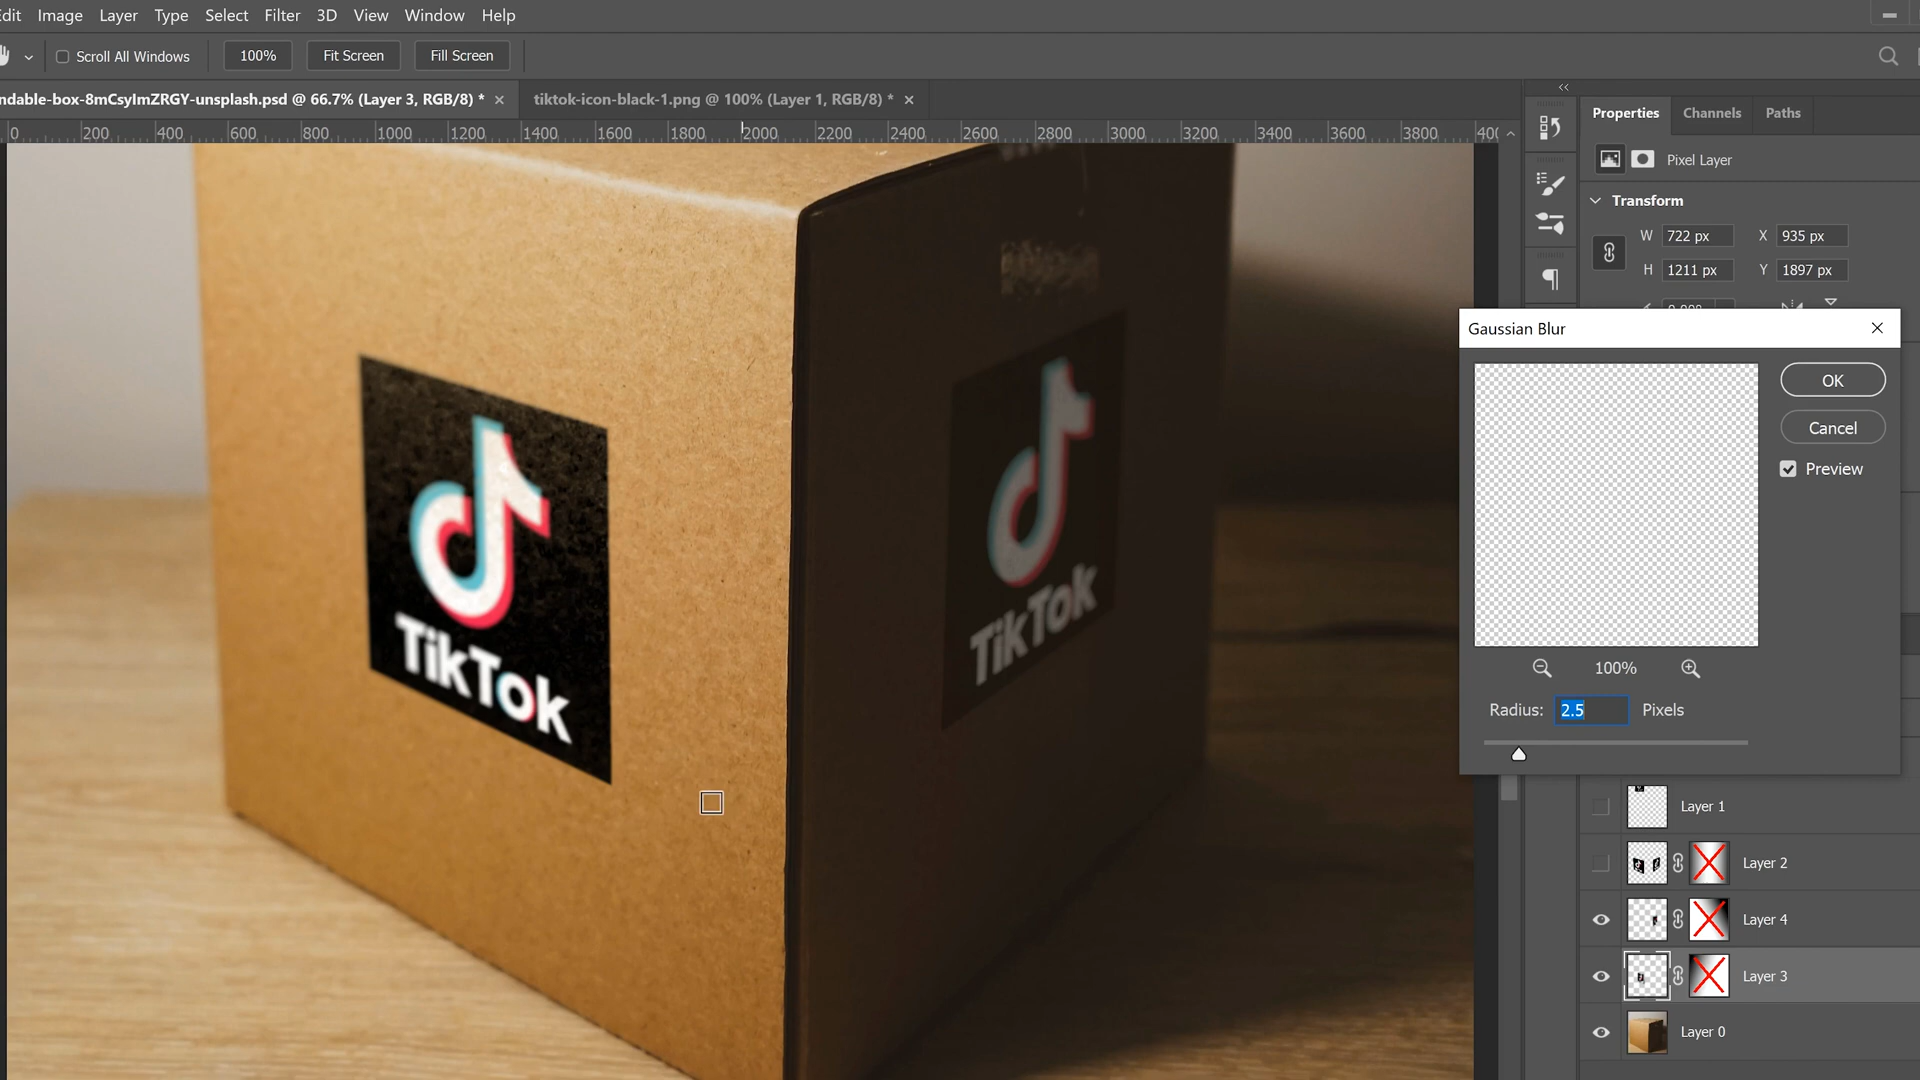 dit Image Layer Type Select Filter 3D View Window Help
Scroll All Windows 100% Fit Screen Fill Screen
ndable-box-8mCsyImZRGY-unsplash.psd @ 66.7% (Layer 3, RGB/8) * × tiktok-icon-black-1.png @ 100% (Layer 1, RGB/8) * ×
0 200 400 600 800 1000 1200 1400 1600 1800 2000 2200 2400 2600 2800 3000 3200 3400 3600 3800 400
Properties Channels Paths
Pixel Layer
Transform
W 722 px X 935 px
H 1211 px Y 1897 px
Gaussian Blur
OK
Cancel
Preview
100%
Radius: 2.5 Pixels
TikTok
TikTok
Layer 1
Layer 2
Layer 4
Layer 3
Layer 0